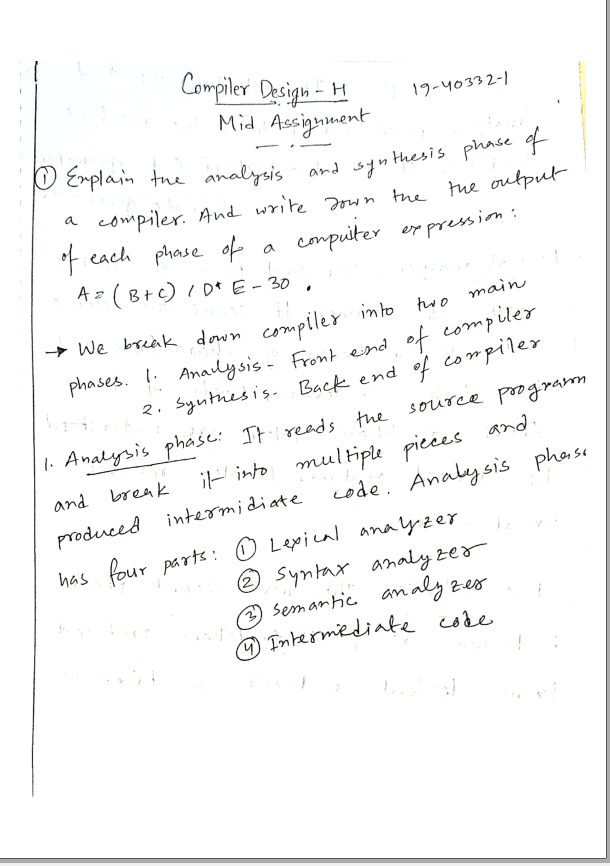 Compiler Design - H 19-40332-1
Mid Assignment
① Explain the analysis and synthesis phase of
a compiler. And write down the the output
of each phase of a conpuiter expression:
A = (B+C) / D* E - 30 .
→ We break down compiler into two main
phases. 1. Analysis - Front end of compiler
2. Synthesis. Back end of compiler
1. Analysis phase: It reads the source programm
and break it into multiple pieces and
produced intermidiate code. Analysis phase
has four parts: ① Lexical analyzer
② Syntax analyzer
③ semantic analyzer
④ Intermediate code